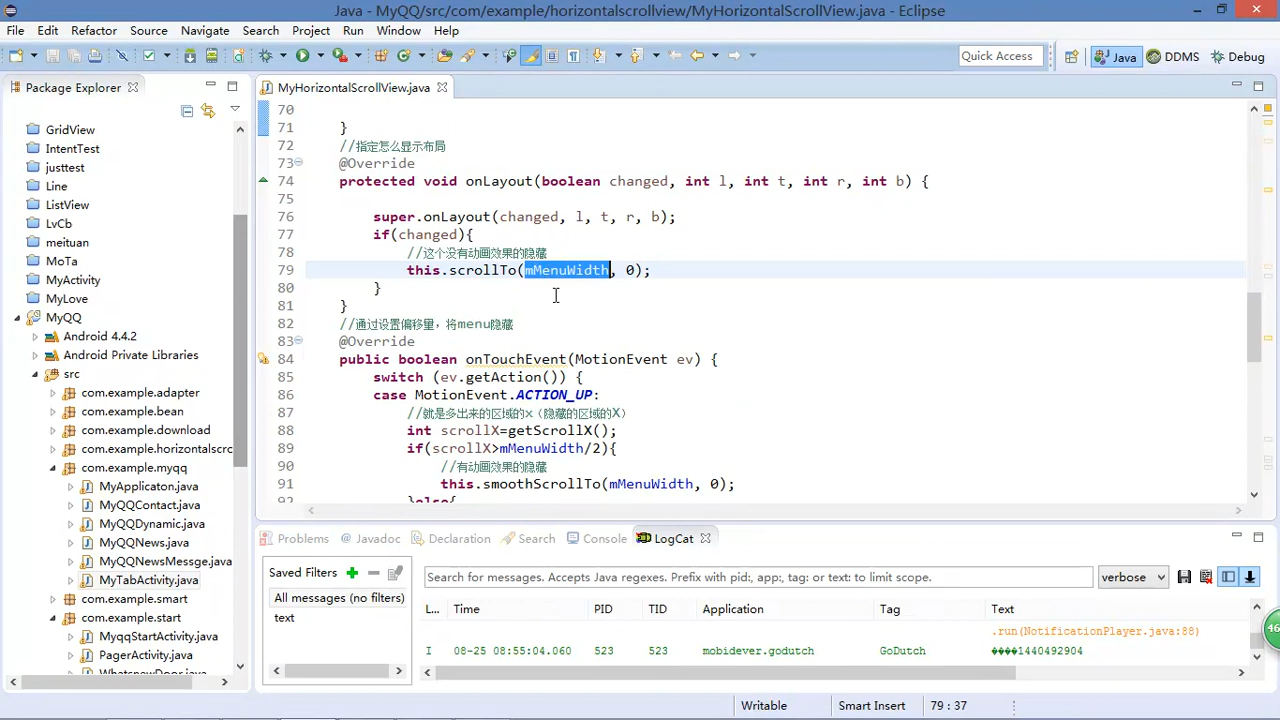 Java - MyQQ/src/com/example/horizontalscrollview/MyHorizontalScrollView.java - Eclipse
File Edit Refactor Source Navigate Search Project Run Window Help
Quick Access
Java
DDMS
Debug
Package Explorer
GridView
IntentTest
justtest
Line
ListView
LvCb
meituan
MoTa
MyActivity
MyLove
MyQQ
Android 4.4.2
Android Private Libraries
src
com.example.adapter
com.example.bean
com.example.download
com.example.horizontalscrc
com.example.myqq
MyApplicaton.java
MyQQContact.java
MyQQDynamic.java
MyQQNews.java
MyQQNewsMessge.java
MyTabActivity.java
com.example.smart
com.example.start
MyqqStartActivity.java
PagerActivity.java
WhatsnewDoor.java
MyHorizontalScrollView.java
70
71 }
72 //指定怎么显示布局
73 @Override
74 protected void onLayout(boolean changed, int l, int t, int r, int b) {
75
76 super.onLayout(changed, l, t, r, b);
77 if(changed){
78 //这个没有动画效果的隐藏
79 this.scrollTo(mMenuWidth, 0);
80 }
81 }
82 //通过设置偏移量，将menu隐藏
83 @Override
84 public boolean onTouchEvent(MotionEvent ev) {
85 switch (ev.getAction()) {
86 case MotionEvent.ACTION_UP:
87 //就是多出来的区域的x（隐藏的区域的X）
88 int scrollX=getScrollX();
89 if(scrollX>mMenuWidth/2){
90 //有动画效果的隐藏
91 this.smoothScrollTo(mMenuWidth, 0);
92 }else{
Problems Javadoc Declaration Search Console LogCat
Saved Filters
All messages (no filters)
text
Search for messages. Accepts Java regexes. Prefix with pid:, app:, tag: or text: to limit scope.
verbose
L... Time PID TID Application Tag Text
.run(NotificationPlayer.java:88)
I 08-25 08:55:04.060 523 523 mobidever.godutch GoDutch ����1440492904
46
Writable Smart Insert 79 : 37